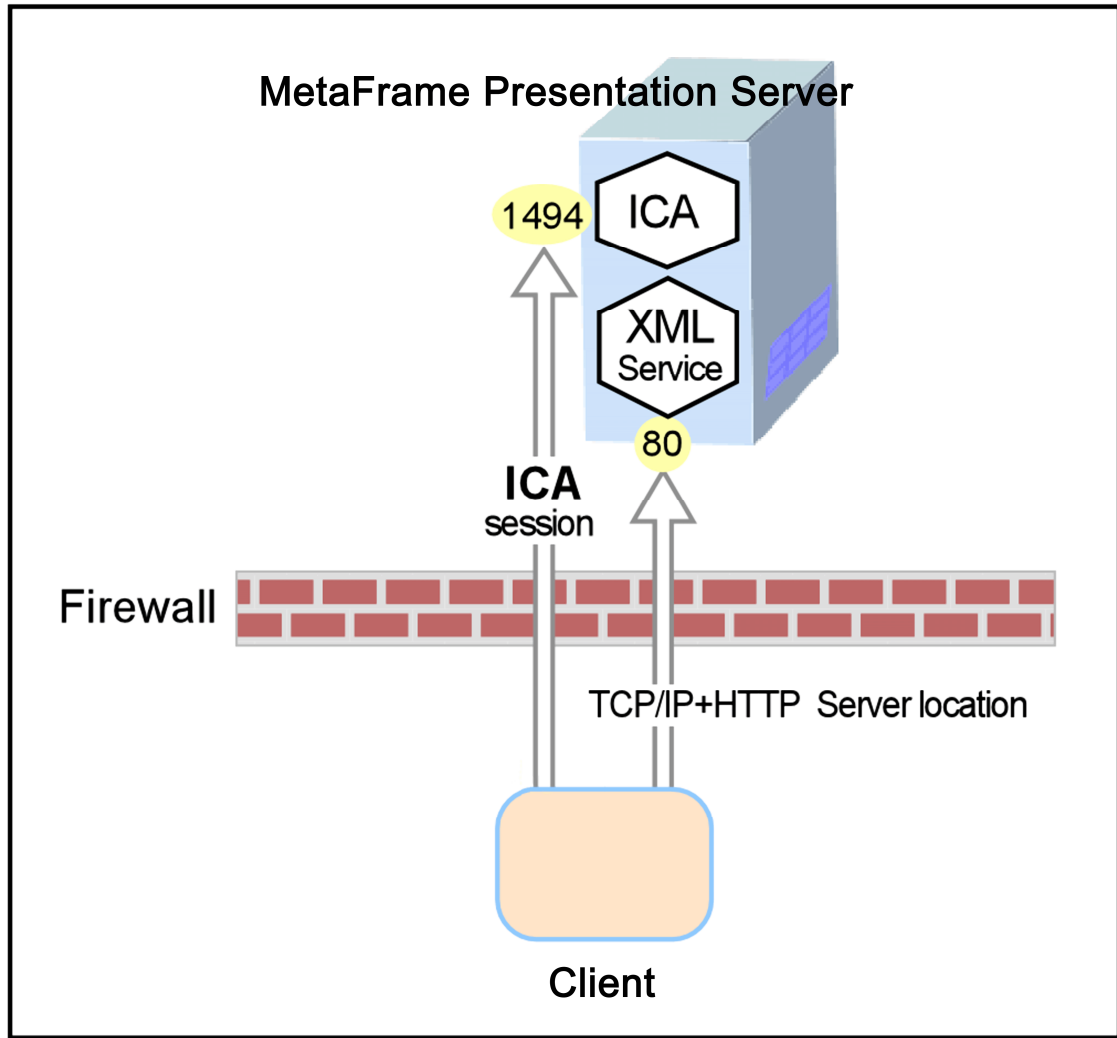 MetaFrame Presentation Server
1494
ICA
XML
Service
80
ICA
session
Firewall
TCP/IP+HTTP Server location
Client